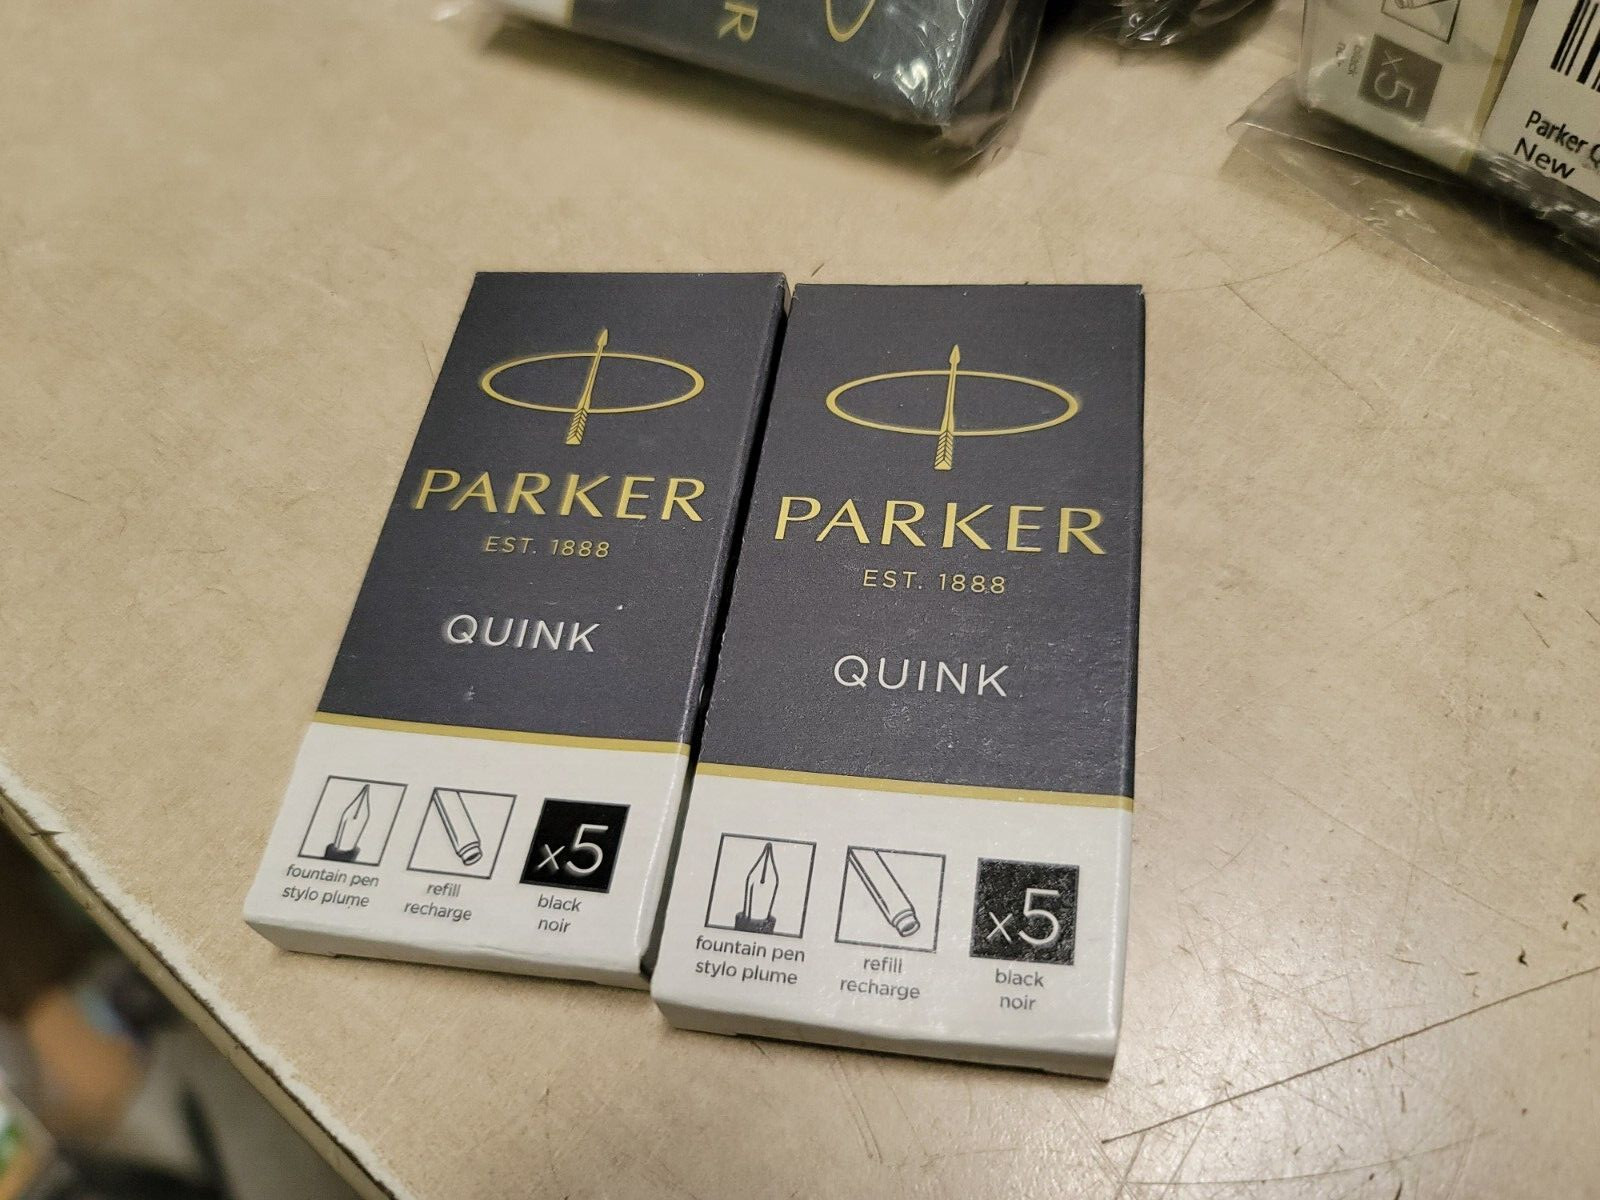 R
x5
black
Parker Q
New
PARKER
EST. 1888
QUINK
fountain pen
stylo plume
refill
recharge
x5
black
noir
PARKER
EST. 1888
QUINK
fountain pen
stylo plume
refill
recharge
x5
black
noir